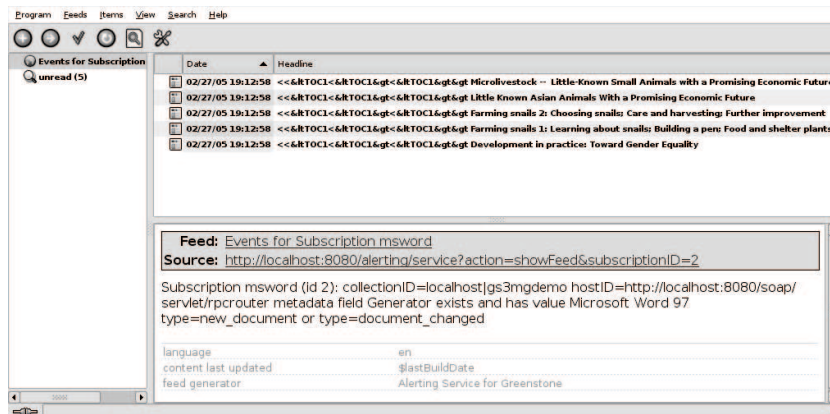 Program Feeds Items View Search Help
Events for Subscription
unread (5)
Date Headline
02/27/05 19:12:58 <<&ltTOC1<&ltTOC1&gt<&ltTOC1&gt&gt Microlivestock -- Little-Known Small Animals with a Promising Economic Future
02/27/05 19:12:58 <<&ltTOC1<&ltTOC1&gt<&ltTOC1&gt&gt Little Known Asian Animals With a Promising Economic Future
02/27/05 19:12:58 <<&ltTOC1<&ltTOC1&gt<&ltTOC1&gt&gt Farming snails 2: Choosing snails; Care and harvesting; Further improvement
02/27/05 19:12:58 <<&ltTOC1<&ltTOC1&gt<&ltTOC1&gt&gt Farming snails 1: Learning about snails; Building a pen; Food and shelter plants
02/27/05 19:12:58 <<&ltTOC1<&ltTOC1&gt<&ltTOC1&gt&gt Development in practice: Toward Gender Equality
Feed: Events for Subscription msword
Source: http://localhost:8080/alerting/service?action=showFeed&subscriptionID=2
Subscription msword (id 2): collectionID=localhost|gs3mgdemo hostID=http://localhost:8080/soap/
servlet/rpcrouter metadata field Generator exists and has value Microsoft Word 97
type=new_document or type=document_changed
language en
content last updated $lastBuildDate
feed generator Alerting Service for Greenstone